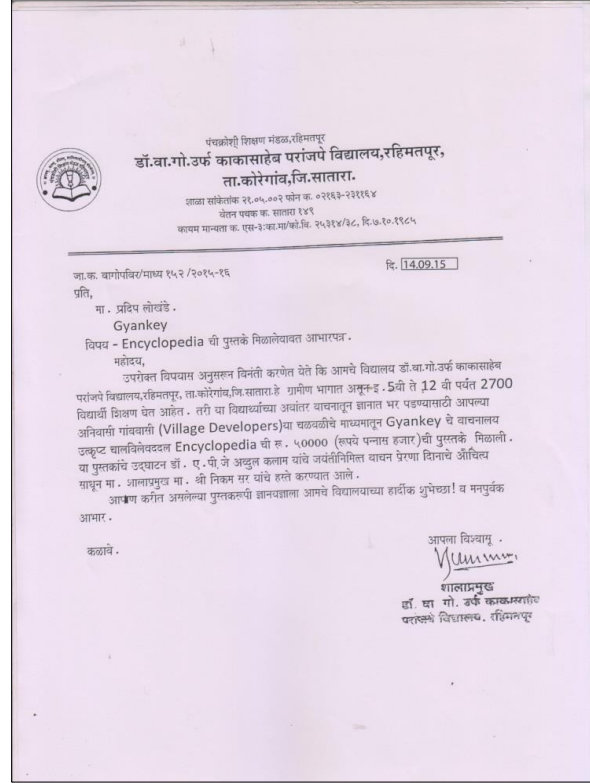 पंचक्रोशी शिक्षण मंडळ,रहिमतपूर
डॉ.वा.गो.उर्फ काकासाहेब परांजपे विद्यालय,रहिमतपूर,
ता.कोरेगांव,जि.सातारा.
शाळा सांकेतांक २१.०५.००२ फोन क. ०२१६३-२३११६४
वेतन पथक क. सातारा १४९
कायम मान्यता क. एस-३:का.मा/को.वि. २५३१४/३८, दि.७.१०.१९८५
जा.क. वागोपविर/माध्य १५२ /२०१५-१६
दि. 14.09.15
प्रति,
मा . प्रदिप लोखंडे .
Gyankey
विषय - Encyclopedia ची पुस्तके मिळालेबावत आभारपत्र.
महोदय,
उपरोक्त विषयास अनुसरून विनंती करणेत येते कि आमचे विद्यालय डॉ.वा.गो.उर्फ काकासाहेब
परांजपे विद्यालय,रहिमतपूर, ता.कोरेगांव,जि.सातारा.हे ग्रामीण भागात असून-इ.5वी ते 12 वी पर्यंत 2700
विद्यार्थी शिक्षण घेत आहेत . तरी या विद्यार्थ्याच्या अवांतर वाचनातून ज्ञानात भर पडण्यासाठी आपल्या
अनिवासी गांववासी (Village Developers)या चळवळीचे माध्यमातून Gyankey चे वाचनालय
उत्कृष्ट चालविलेवददल Encyclopedia ची रू. ५०००० (रूपये पन्नास हजार)ची पुस्तके मिळाली .
या पुस्तकांचे उद्घाटन डॉ . ए .पी.जे अब्दुल कलाम यांचे जयंतीनिमित्त वाचन प्रेरणा दिनाचे औचित्य
साधून मा . शालाप्रमुख मा . श्री निकम सर यांचे हस्ते करण्यात आले .
आपण करीत असलेल्या पुस्तकरूपी ज्ञानयज्ञाला आमचे विद्यालयाच्या हार्दीक शुभेच्छा! व मनपुर्वक
आभार .
कळावे .
आपला विश्वासू .
शालाप्रमुख
डॉ. वा गो. उर्फ काकासाहेब
परांजपे विद्यालय. रहिमतपूर